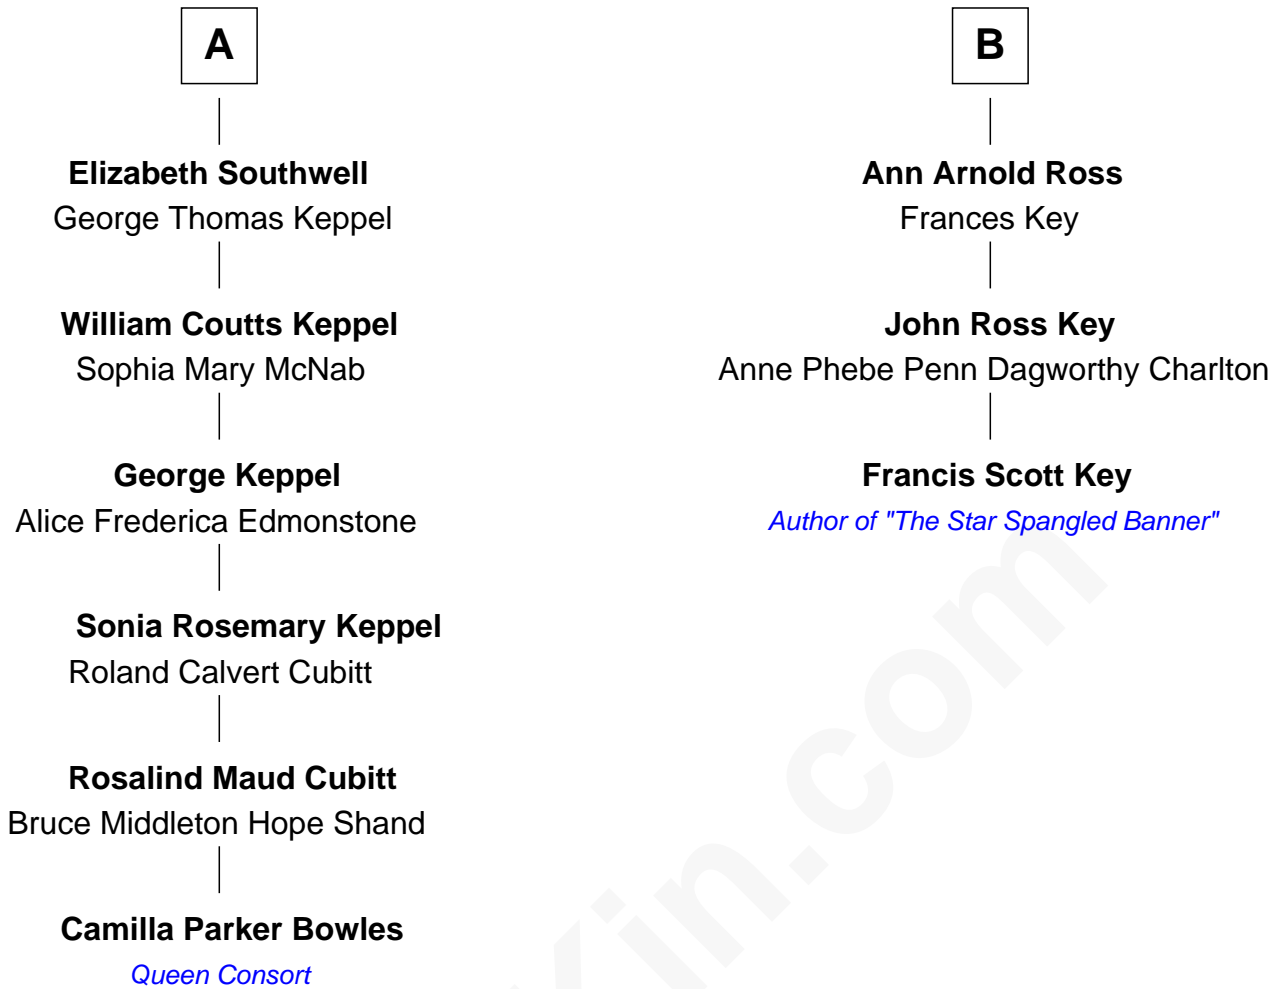 A
Elizabeth Southwell
George Thomas Keppel
William Coutts Keppel
Sophia Mary McNab
George Keppel
Alice Frederica Edmonstone
Sonia Rosemary Keppel
Roland Calvert Cubitt
Rosalind Maud Cubitt
Bruce Middleton Hope Shand
Camilla Parker Bowles
Queen Consort
B
Ann Arnold Ross
Frances Key
John Ross Key
Anne Phebe Penn Dagworthy Charlton
Francis Scott Key
Author of "The Star Spangled Banner"
Kin.com